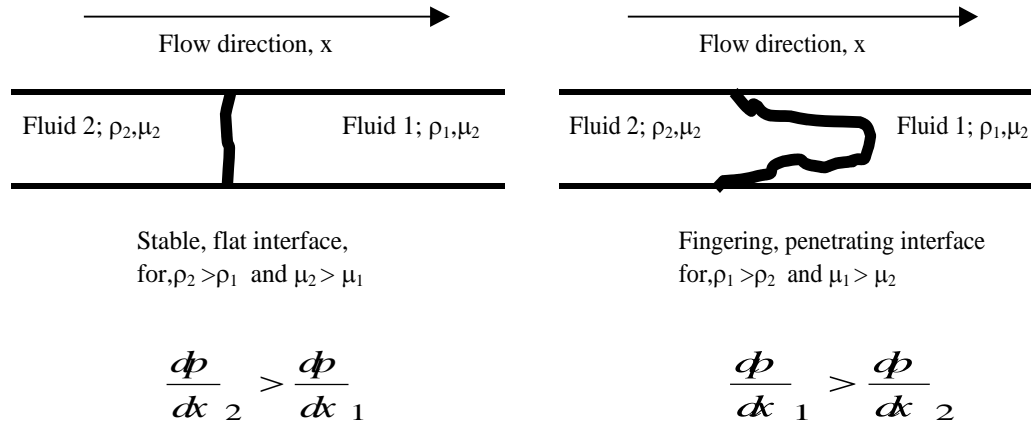 Flow direction, x
Fluid 2; ρ₂,μ₂ Fluid 1; ρ₁,μ₂
Stable, flat interface,
for,ρ₂ >ρ₁ and μ₂ > μ₁
dp/dx ₂ > dp/dx ₁
Flow direction, x
Fluid 2; ρ₂,μ₂ Fluid 1; ρ₁,μ₂
Fingering, penetrating interface
for,ρ₁ >ρ₂ and μ₁ > μ₂
dp/dx ₁ > dp/dx ₂